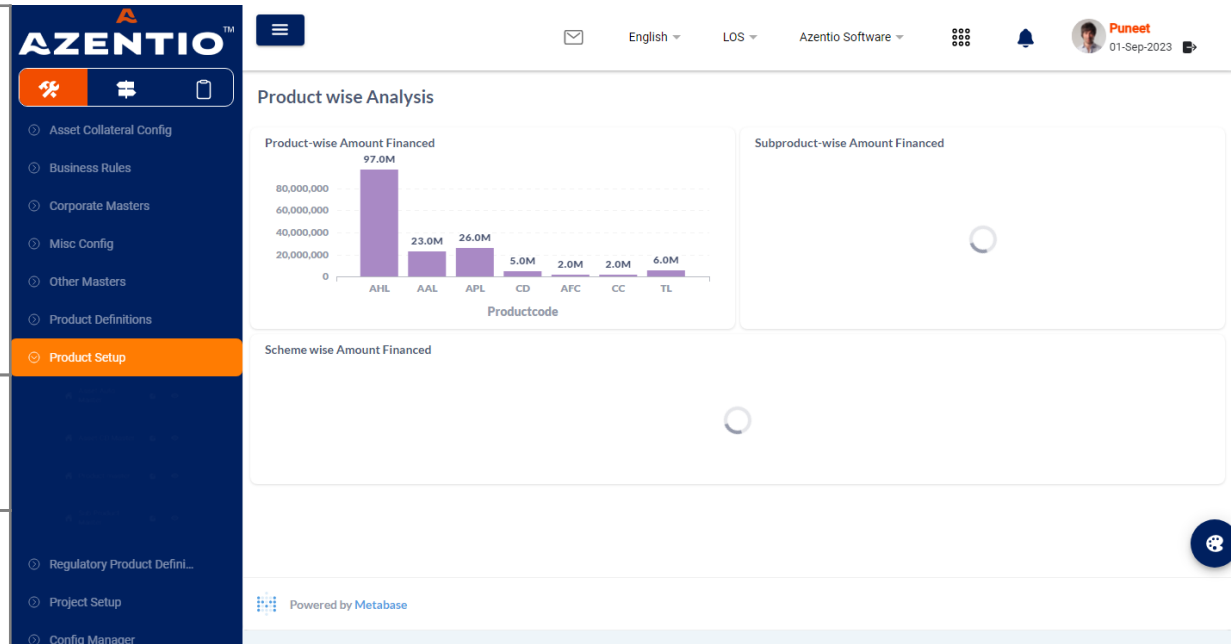 AZENTIO™
English
LOS
Azentio Software
Puneet
01-Sep-2023
Asset Collateral Config
Business Rules
Corporate Masters
Misc Config
Other Masters
Product Definitions
Product Setup
Regulatory Product Defini...
Project Setup
Config Manager
Product wise Analysis
Product-wise Amount Financed
97.0M
80,000,000
60,000,000
40,000,000
23.0M 26.0M
20,000,000
5.0M 2.0M 2.0M 6.0M
0
AHL AAL APL CD AFC CC TL
Productcode
Subproduct-wise Amount Financed
Scheme wise Amount Financed
Powered by Metabase